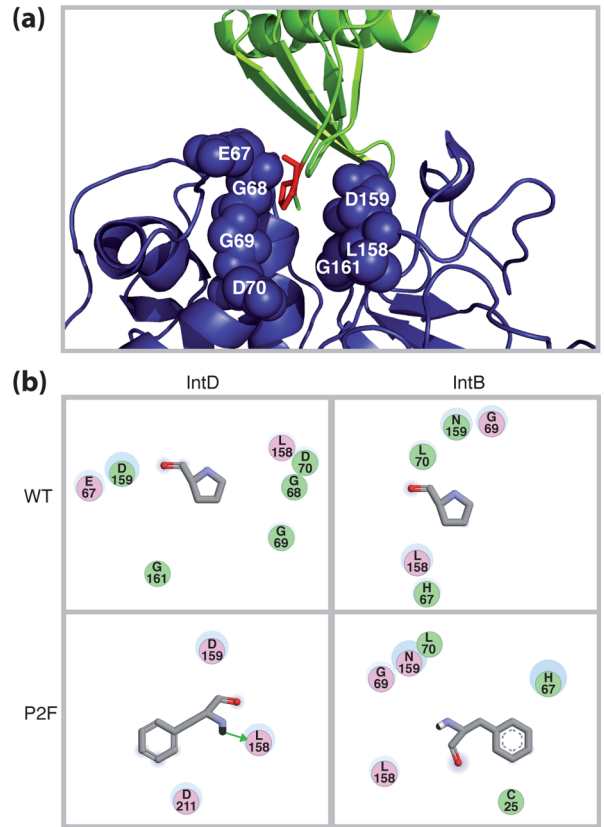 (a)
E67
G68
D159
G69
L158
G161
D70
(b)
IntD
IntB
WT
E
67
D
159
L
158
D
70
G
68
G
69
G
161
N
159
G
69
L
70
L
158
H
67
P2F
D
159
L
158
D
211
L
70
N
159
G
69
H
67
L
158
C
25